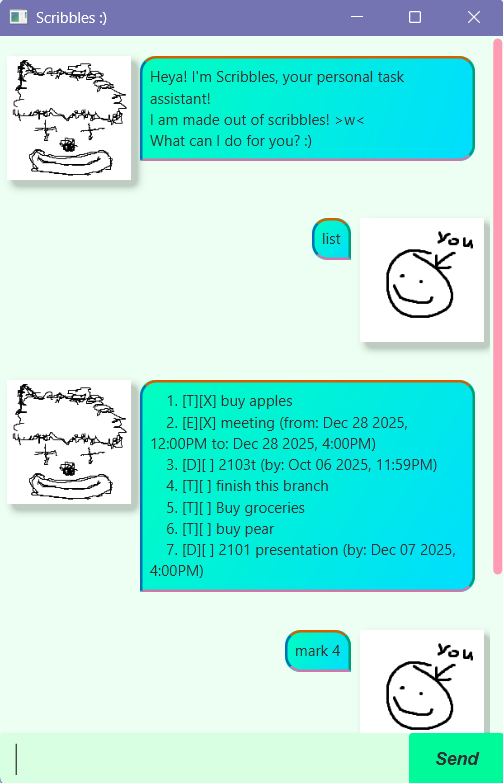 Scribbles :)
Heya! I'm Scribbles, your personal task
assistant!
I am made out of scribbles! >w<
What can I do for you? :)
you
list
1. [T][X] buy apples
2. [E][X] meeting (from: Dec 28 2025,
12:00PM to: Dec 28 2025, 4:00PM)
3. [D][ ] 2103t (by: Oct 06 2025, 11:59PM)
4. [T][ ] finish this branch
5. [T][ ] Buy groceries
6. [T][ ] buy pear
7. [D][ ] 2101 presentation (by: Dec 07 2025,
4:00PM)
you
mark 4
Send